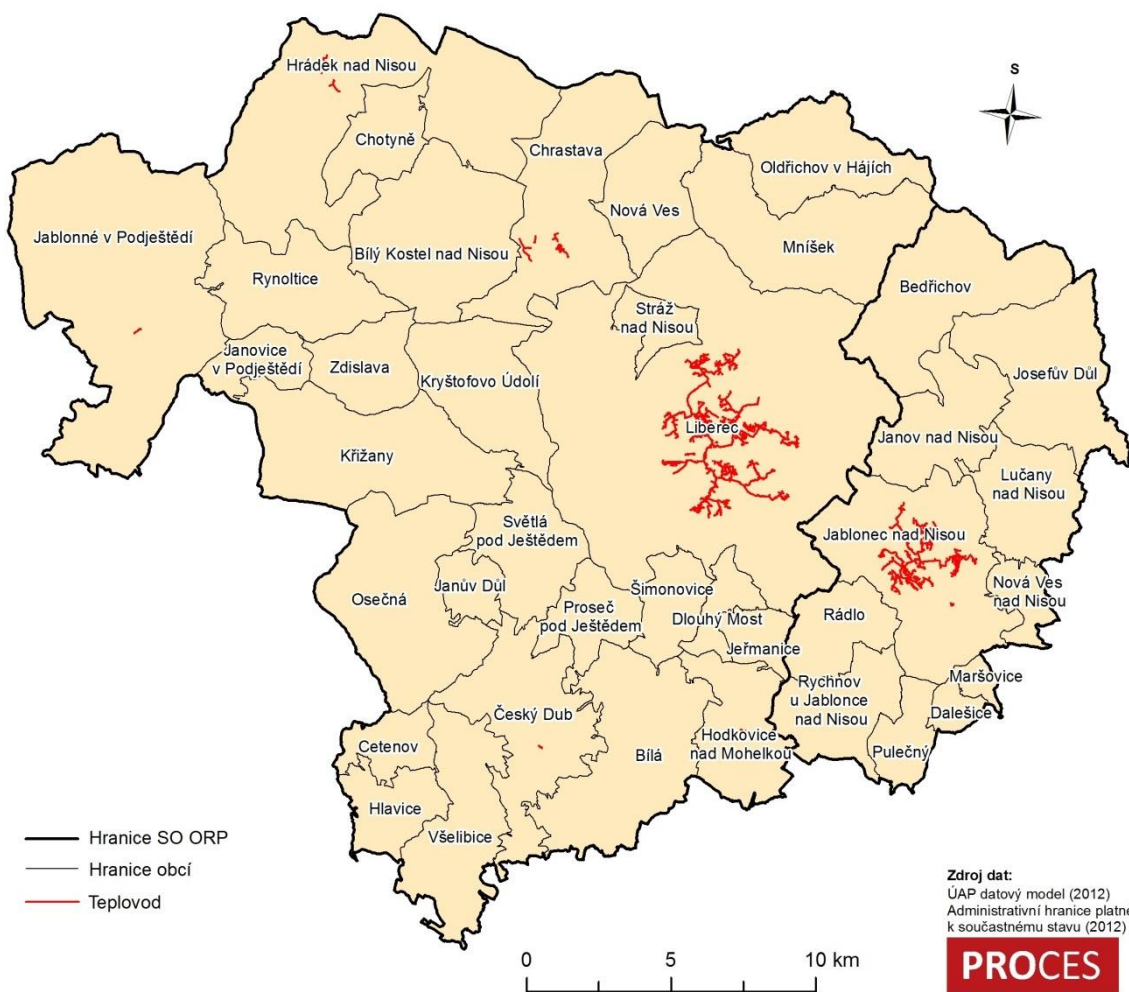 Hrádek nad Nisou
S
Chotyně
Chrastava
Oldřichov v Hájích
Nová Ves
Jablonné v Podještědí
Bílý Kostel nad Nisou
Mníšek
Rynoltice
Bedřichov
Stráž
nad Nisou
Janovice
v Podještědí
Zdislava
Kryštofovo Údolí
Josefův Důl
Liberec
Janov nad Nisou
Křižany
Lučany
nad Nisou
Světlá
pod Ještědem
Jablonec nad Nisou
Osečná
Janův Důl
Šimonovice
Nová Ves
nad Nisou
Proseč
pod Ještědem
Dlouhý Most
Rádlo
Jeřmanice
Maršovice
Rychnov
u Jablonce
nad Nisou
Český Dub
Dalešice
Cetenov
Bílá
Hodkovice
nad Mohelkou
Pulečný
Hlavice
Všelibice
Hranice SO ORP
Hranice obcí
Teplovod
Zdroj dat:
ÚAP datový model (2012)
Administrativní hranice platné
k součastnému stavu (2012)
0 5 10 km
PROCES